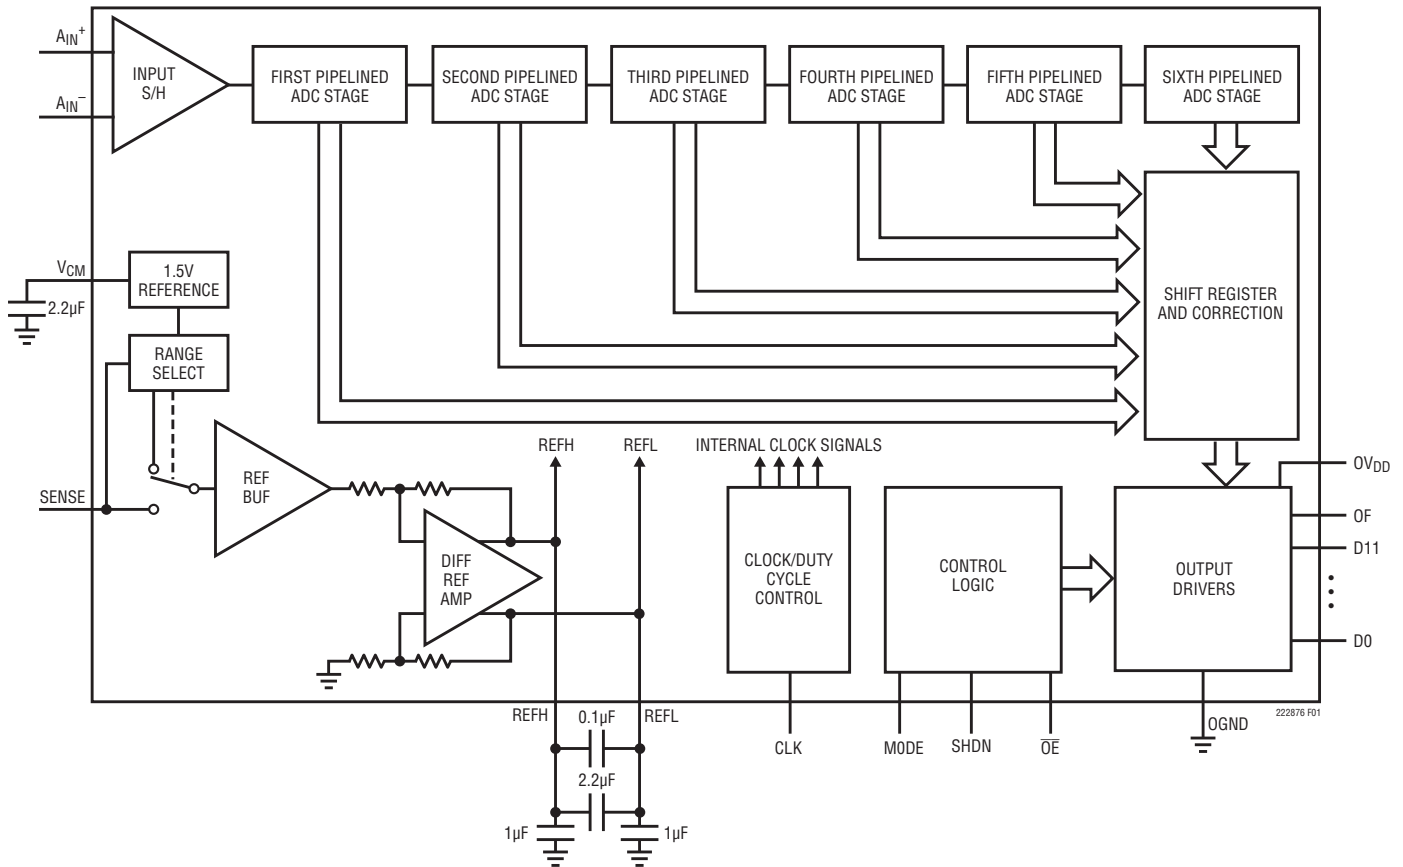 AIN+
AIN−
INPUT
S/H
FIRST PIPELINED
ADC STAGE
SECOND PIPELINED
ADC STAGE
THIRD PIPELINED
ADC STAGE
FOURTH PIPELINED
ADC STAGE
FIFTH PIPELINED
ADC STAGE
SIXTH PIPELINED
ADC STAGE
VCM
2.2µF
1.5V
REFERENCE
RANGE
SELECT
SHIFT REGISTER
AND CORRECTION
SENSE
REF
BUF
REFH
REFL
INTERNAL CLOCK SIGNALS
DIFF
REF
AMP
CLOCK/DUTY
CYCLE
CONTROL
CONTROL
LOGIC
OUTPUT
DRIVERS
OVDD
OF
D11
D0
REFH
0.1µF
REFL
2.2µF
1µF
1µF
CLK
MODE
SHDN
O̅E̅
OGND
222876 F01